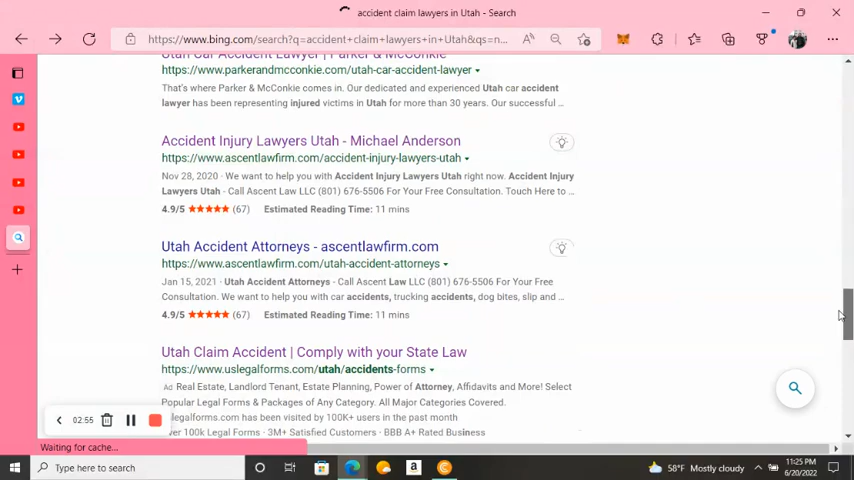 accident claim lawyers in Utah - Search
https://www.bing.com/search?q=accident+claim+lawyers+in+Utah&qs=n...
Utah Car Accident Lawyer | Parker & McConkie
https://www.parkerandmcconkie.com/utah-car-accident-lawyer
That's where Parker & McConkie comes in. Our dedicated and experienced Utah car accident
lawyer has been representing injured victims in Utah for more than 30 years. Our successful ...
Accident Injury Lawyers Utah - Michael Anderson
https://www.ascentlawfirm.com/accident-injury-lawyers-utah
Nov 28, 2020 · We want to help you with Accident Injury Lawyers Utah right now. Accident Injury
Lawyers Utah - Call Ascent Law LLC (801) 676-5506 For Your Free Consultation. Touch Here to ...
4.9/5 ★★★★★ (67) Estimated Reading Time: 11 mins
Utah Accident Attorneys - ascentlawfirm.com
https://www.ascentlawfirm.com/utah-accident-attorneys
Jan 15, 2021 · Utah Accident Attorneys - Call Ascent Law LLC (801) 676-5506 For Your Free
Consultation. We want to help you with car accidents, trucking accidents, dog bites, slip and ...
4.9/5 ★★★★★ (67) Estimated Reading Time: 11 mins
Utah Claim Accident | Comply with your State Law
https://www.uslegalforms.com/utah/accidents-forms
Ad Real Estate, Landlord Tenant, Estate Planning, Power of Attorney, Affidavits and More! Select
Popular Legal Forms & Packages of Any Category. All Major Categories Covered.
uslegalforms.com has been visited by 100K+ users in the past month
Over 100k Legal Forms · 3M+ Satisfied Customers · BBB A+ Rated Business
02:55
Waiting for cache...
Type here to search
58°F Mostly cloudy
11:25 PM
6/20/2022